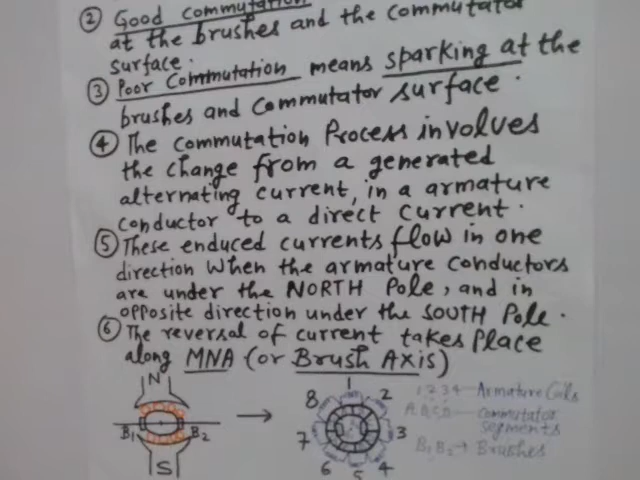 ② Good commutation
at the brushes and the commutator
surface.
③ Poor Commutation means sparking at the
brushes and Commutator surface.
④ The commutation Process involves
the change from a generated
alternating current, in a armature
conductor to a direct current.
⑤ These enduced currents flow in one
direction when the armature conductors
are under the NORTH Pole, and in
opposite direction under the SOUTH Pole.
⑥ The reversal of current takes Place
along MNA (or Brush AXIS)
N
B1 B2
S
1
2
3
4
5
6
7
8
1 2 3 4 — Armature Coils
Commutator
segments
B1 B2 → Brushes